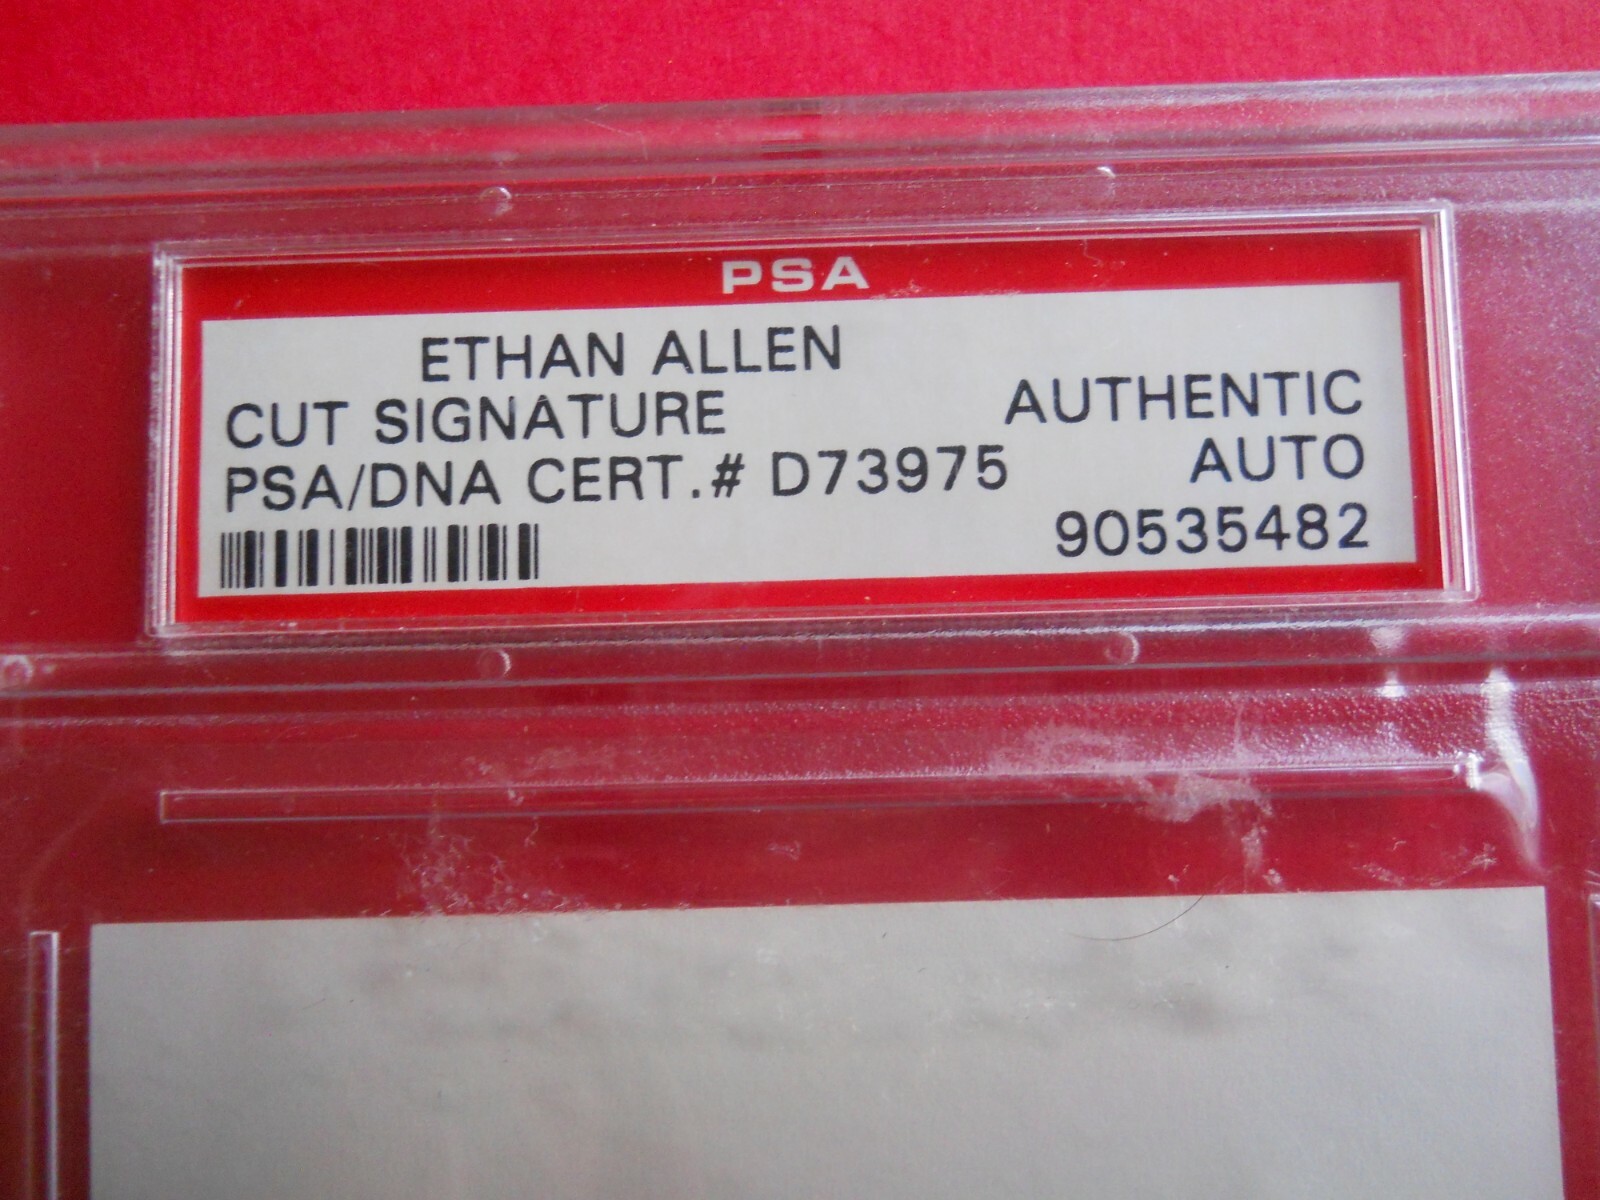 PSA
ETHAN ALLEN
CUT SIGNATURE
AUTHENTIC
PSA/DNA CERT.# D73975
AUTO
90535482